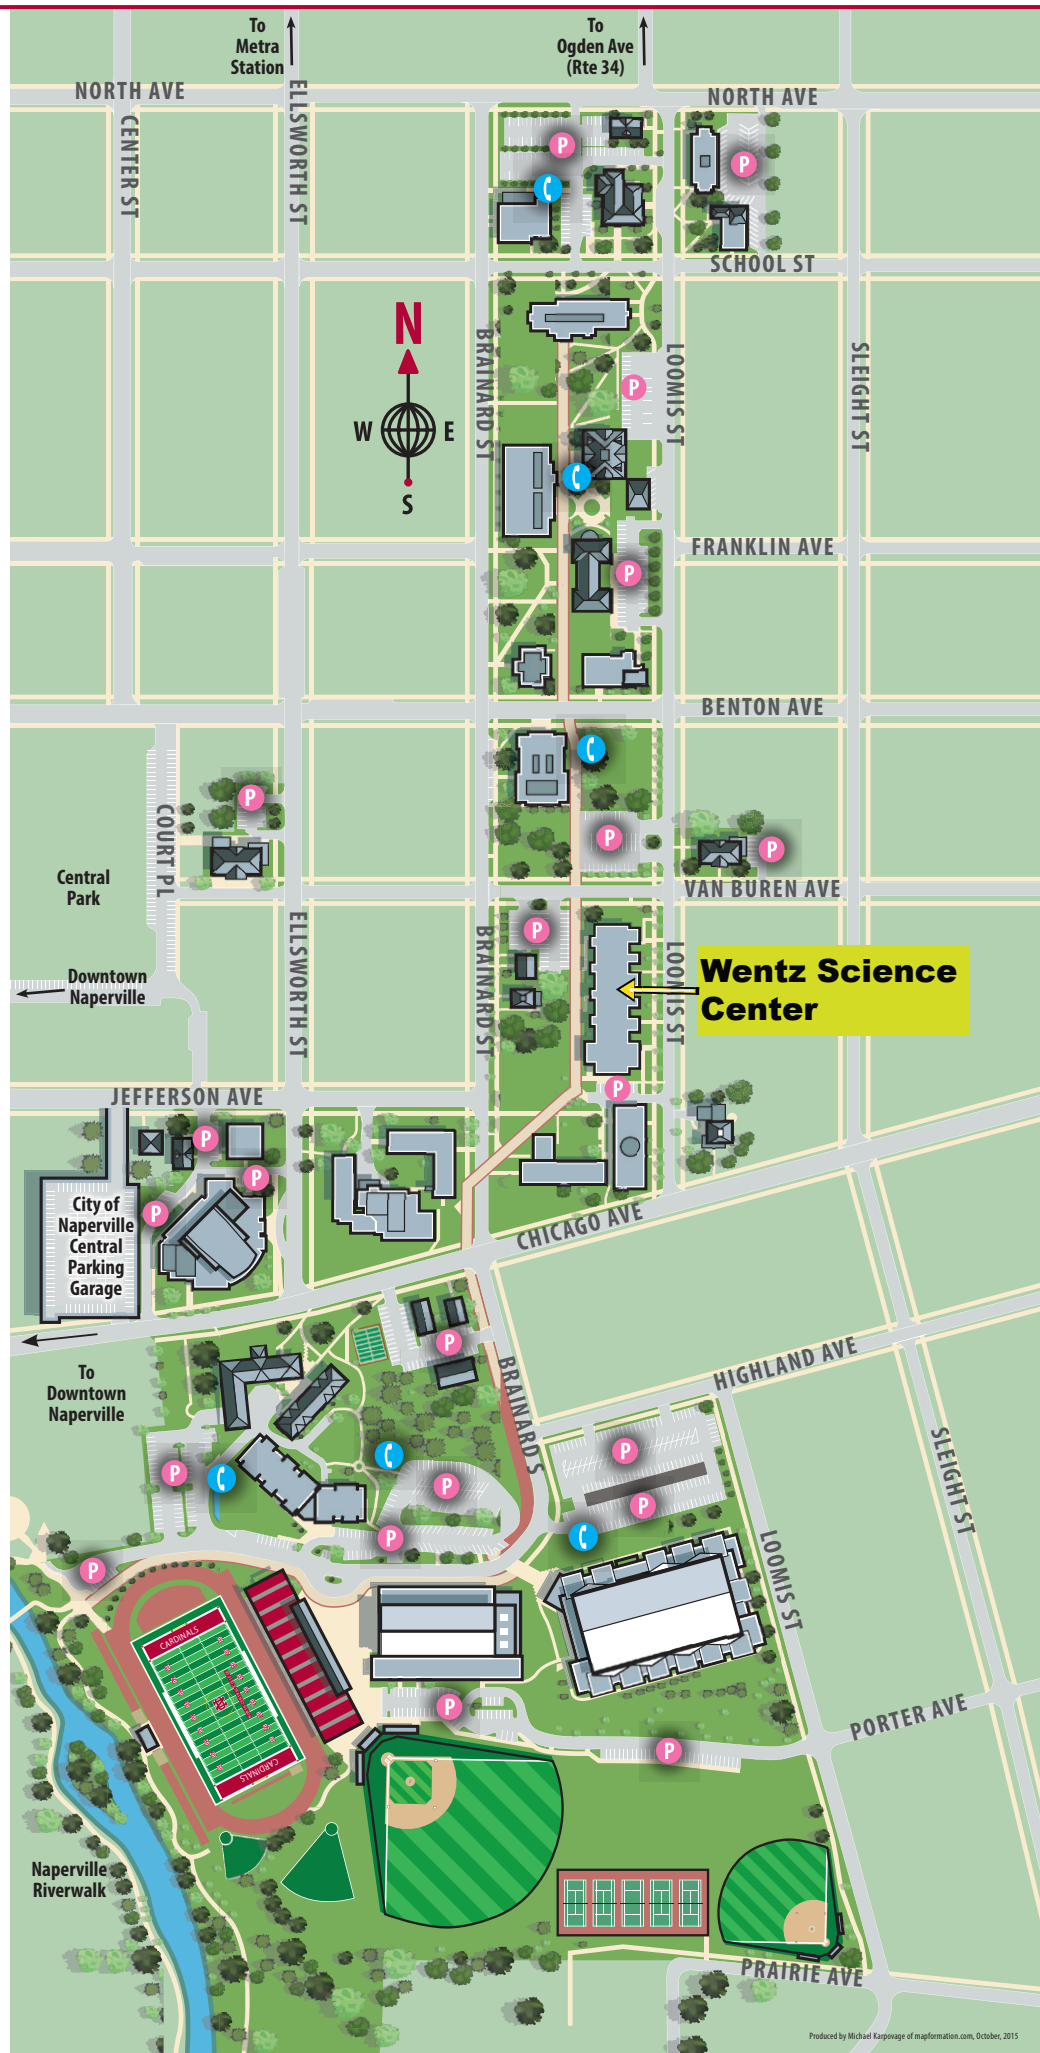 To
Metra
Station
To
Ogden Ave
(Rte 34)
NORTH AVE
NORTH AVE
CENTER ST
ELLSWORTH ST
P
P
SCHOOL ST
N
W
E
S
BRAINARD ST
LOOMIS ST
SLEIGHT ST
P
FRANKLIN AVE
P
BENTON AVE
COURT PL
P
P
P
Central
Park
VAN BUREN AVE
ELLSWORTH ST
BRAINARD ST
LOOMIS ST
P
Wentz Science
Center
Downtown
Naperville
JEFFERSON AVE
P
P
P
P
City of
Naperville
Central
Parking
Garage
CHICAGO AVE
To
Downtown
Naperville
P
BRAINARD S
HIGHLAND AVE
SLEIGHT ST
P
P
P
P
P
P
LOOMIS ST
CARDINALS
CARDINALS
P
P
PORTER AVE
Naperville
Riverwalk
PRAIRIE AVE
Produced by Michael Karpovage of mapformation.com, October, 2015